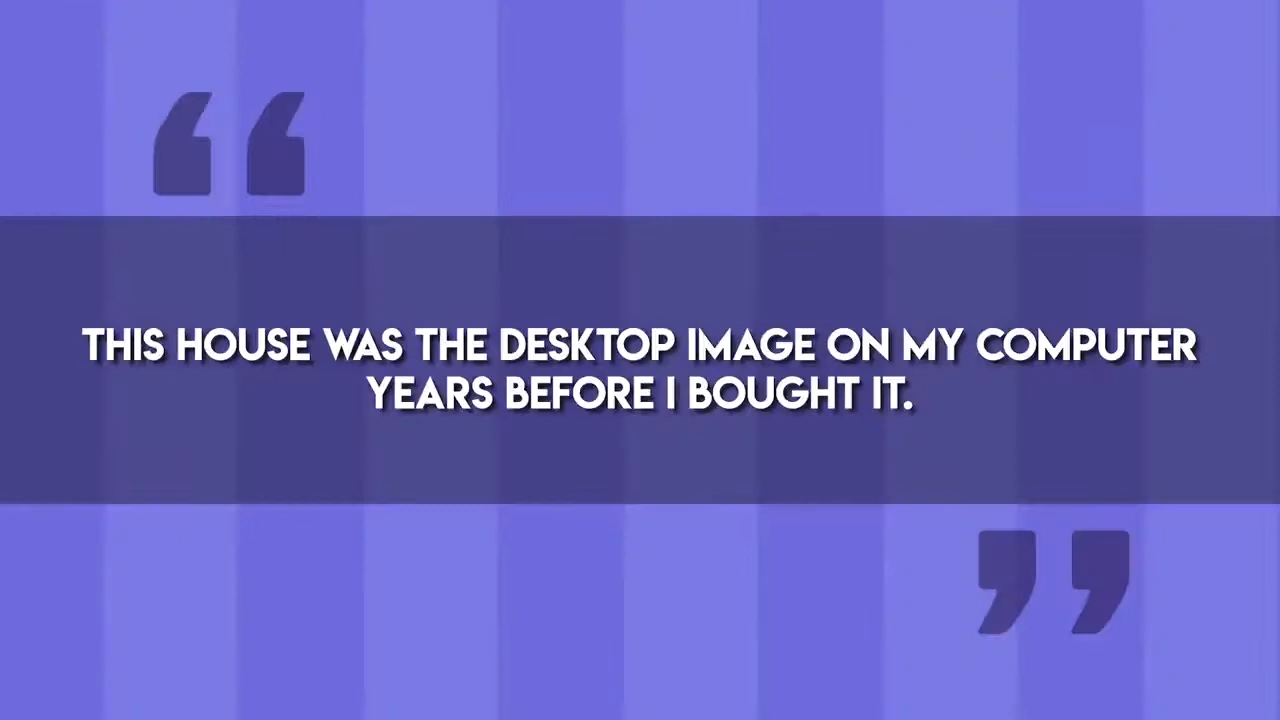 “
THIS HOUSE WAS THE DESKTOP IMAGE ON MY COMPUTER
YEARS BEFORE I BOUGHT IT.
”